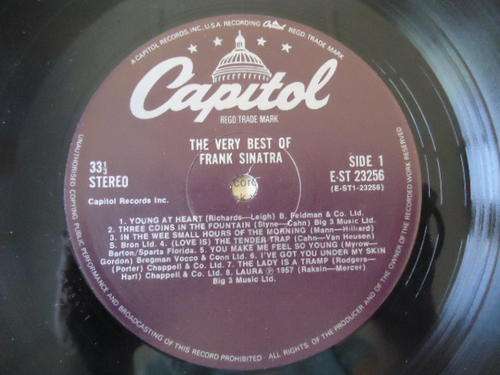 A CAPITOL RECORDS, INC., U.S.A. RECORDING CAPITOL REGD·TRADE·MARK
Capitol
REGD TRADE MARK
THE VERY BEST OF
FRANK SINATRA
33⅓
STEREO
SIDE 1
E-ST 23256
(E-ST1-23256)
Capitol Records Inc.
1. YOUNG AT HEART (Richards—Leigh) B. Feldman & Co. Ltd.
2. THREE COINS IN THE FOUNTAIN (Styne—Cahn) Big 3 Music Ltd.
3. IN THE WEE SMALL HOURS OF THE MORNING (Mann—Hilliard)
Bron Ltd. 4. (LOVE IS) THE TENDER TRAP (Cahn—Van Heusen)
Barton/Sparta Florida. 5. YOU MAKE ME FEEL SO YOUNG (Myrow—
Gordon) Bregman Vocco & Conn Ltd. 6. I'VE GOT YOU UNDER MY SKIN
(Porter) Chappell & Co. Ltd. 7. THE LADY IS A TRAMP (Rodgers—
Hart) Chappell & Co. Ltd. 8. LAURA ℗ 1957 (Raksin—Mercer)
Big 3 Music Ltd.
UNAUTHORISED COPYING, PUBLIC PERFORMANCE AND BROADCASTING OF THIS RECORD PROHIBITED · ALL RIGHTS OF THE PRODUCER AND OF THE OWNER OF THE RECORDED WORK RESERVED